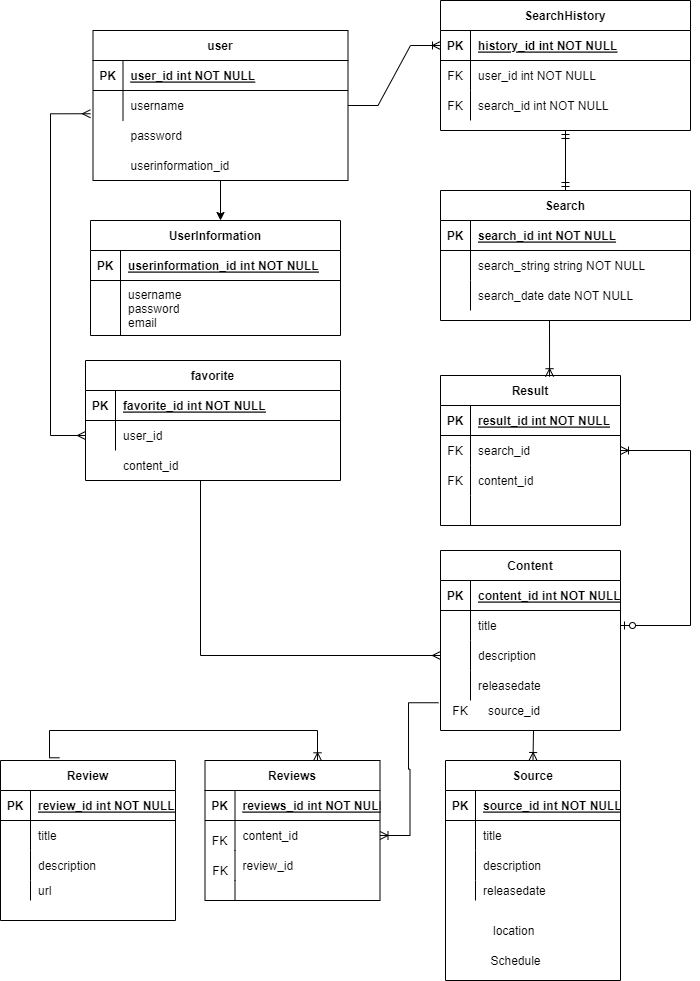 user
PK user_id int NOT NULL
username
password
userinformation_id
SearchHistory
PK history_id int NOT NULL
FK user_id int NOT NULL
FK search_id int NOT NULL
UserInformation
PK userinformation_id int NOT NULL
username
password
email
Search
PK search_id int NOT NULL
search_string string NOT NULL
search_date date NOT NULL
favorite
PK favorite_id int NOT NULL
user_id
content_id
Result
PK result_id int NOT NULL
FK search_id
FK content_id
Content
PK content_id int NOT NULL
title
description
releasedate
FK source_id
Review
PK review_id int NOT NULL
title
description
url
Reviews
PK reviews_id int NOT NUL
FK content_id
FK review_id
Source
PK source_id int NOT NULL
title
description
releasedate
location
Schedule